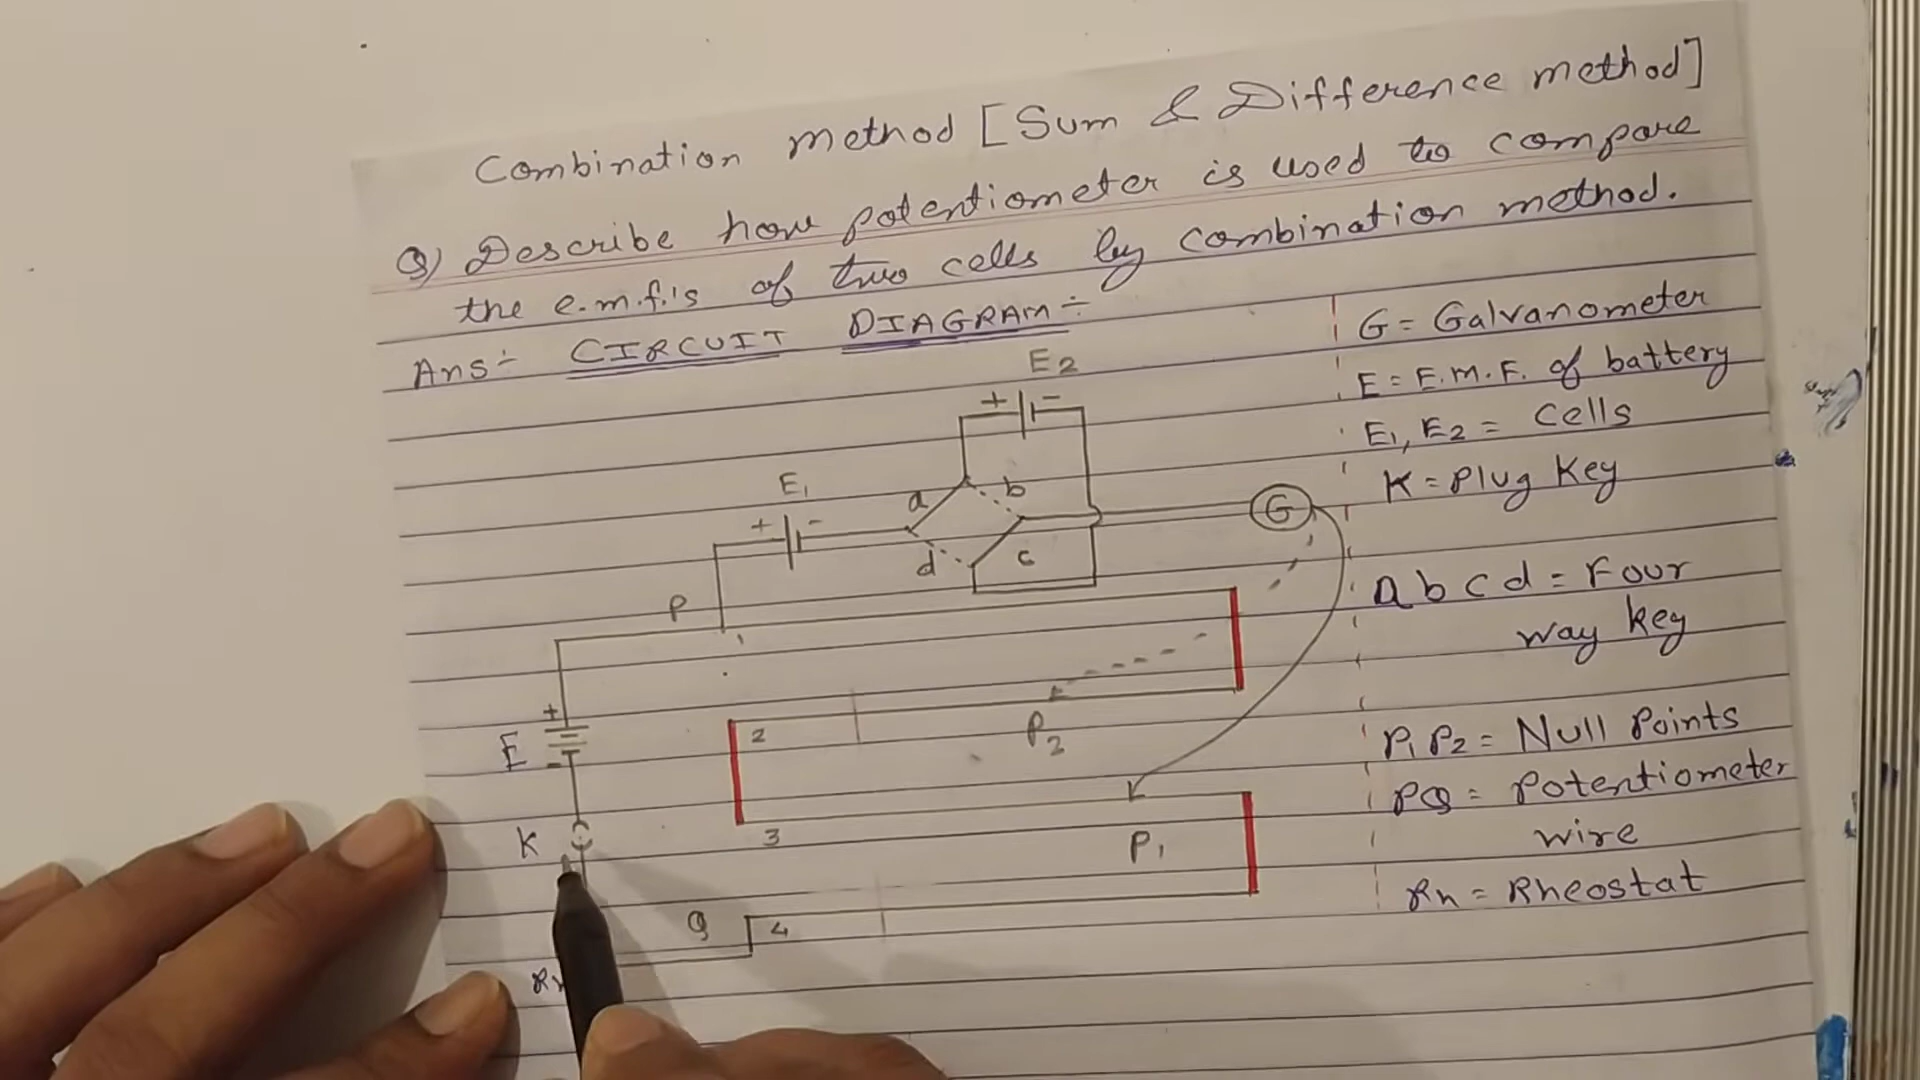 Combination method [Sum & Difference method]
Q) Describe how potentiometer is used to compare
the e.m.f.'s of two cells by combination method.
Ans÷ CIRCUIT DIAGRAM÷
E2
+ -
E1
+ -
a
b
c
d
G
P
1
+
E
-
2
P2
K
3
P1
Q
4
G = Galvanometer
E = E.M.F. of battery
E1, E2 = Cells
K = Plug Key
a b c d = Four
way key
P1 P2 = Null Points
PQ = Potentiometer
wire
Rh = Rheostat